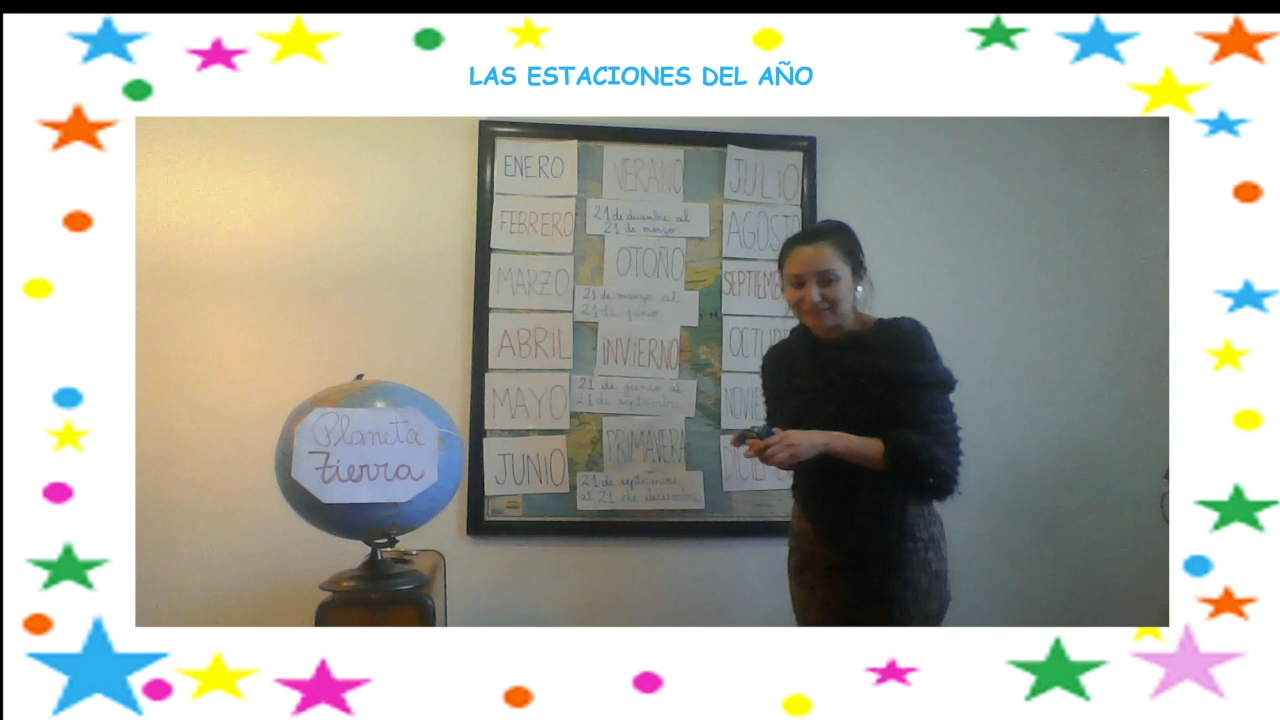 LAS ESTACIONES DEL AÑO
ENERO
FEBRERO
MARZO
ABRIL
MAYO
JUNIO
VERANO
21 de diciembre al
21 de marzo
OTOÑO
21 de marzo al
21 de junio
INVIERNO
21 de junio al
21 de septiembre
PRIMAVERA
21 de septiembre
al 21 de diciembre
JULIO
AGOSTO
Planeta
Tierra